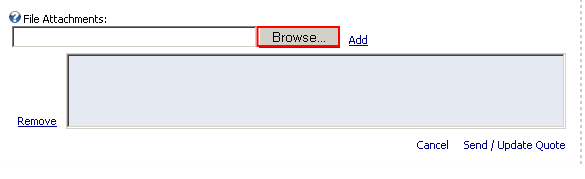 File Attachments:
Browse... Add
Remove
Cancel Send / Update Quote